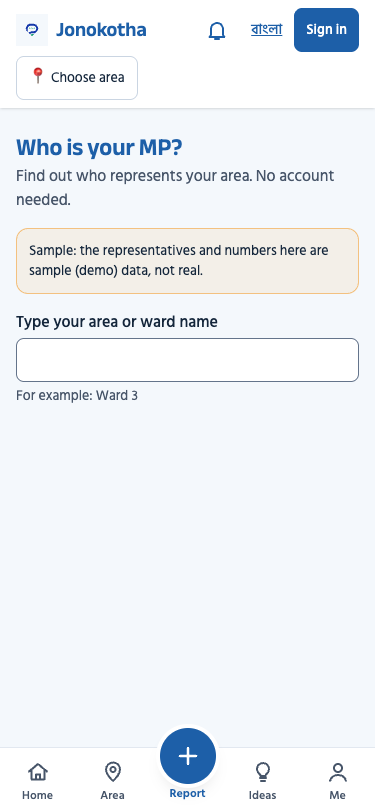 Jonokotha
বাংলা
Sign in
Choose area
Who is your MP?
Find out who represents your area. No account
needed.
Sample: the representatives and numbers here are
sample (demo) data, not real.
Type your area or ward name
For example: Ward 3
Home
Area
Report
Ideas
Me